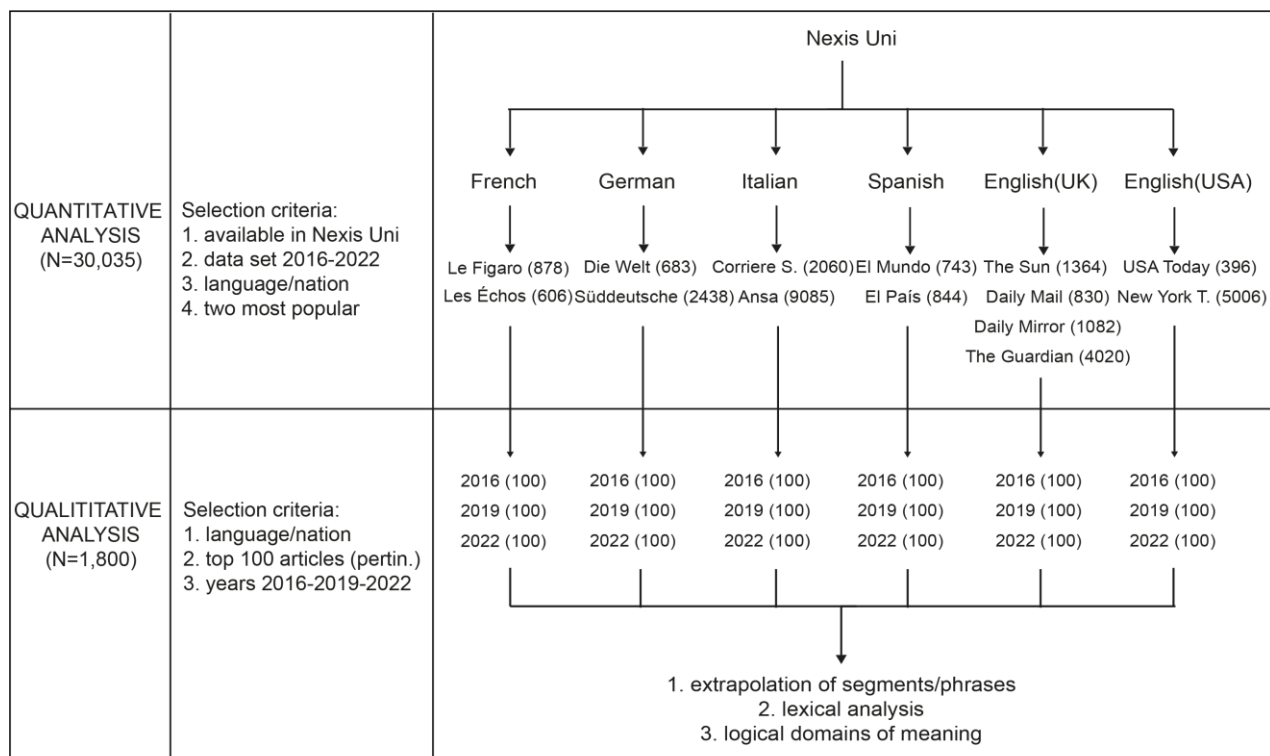 Nexis Uni
French German Italian Spanish English(UK) English(USA)
QUANTITATIVE
ANALYSIS
(N=30,035)
Selection criteria:
1. available in Nexis Uni
2. data set 2016-2022
3. language/nation
4. two most popular
Le Figaro (878) Die Welt (683) Corriere S. (2060) El Mundo (743) The Sun (1364) USA Today (396)
Les Échos (606) Süddeutsche (2438) Ansa (9085) El País (844) Daily Mail (830) New York T. (5006)
Daily Mirror (1082)
The Guardian (4020)
QUALITITATIVE
ANALYSIS
(N=1,800)
Selection criteria:
1. language/nation
2. top 100 articles (pertin.)
3. years 2016-2019-2022
2016 (100) 2016 (100) 2016 (100) 2016 (100) 2016 (100) 2016 (100)
2019 (100) 2019 (100) 2019 (100) 2019 (100) 2019 (100) 2019 (100)
2022 (100) 2022 (100) 2022 (100) 2022 (100) 2022 (100) 2022 (100)
1. extrapolation of segments/phrases
2. lexical analysis
3. logical domains of meaning